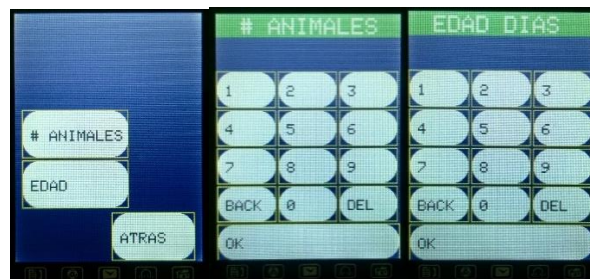 # ANIMALES
EDAD
ATRAS
# ANIMALES
1 2 3
4 5 6
7 8 9
BACK 0 DEL
OK
EDAD DIAS
1 2 3
4 5 6
7 8 9
BACK 0 DEL
OK